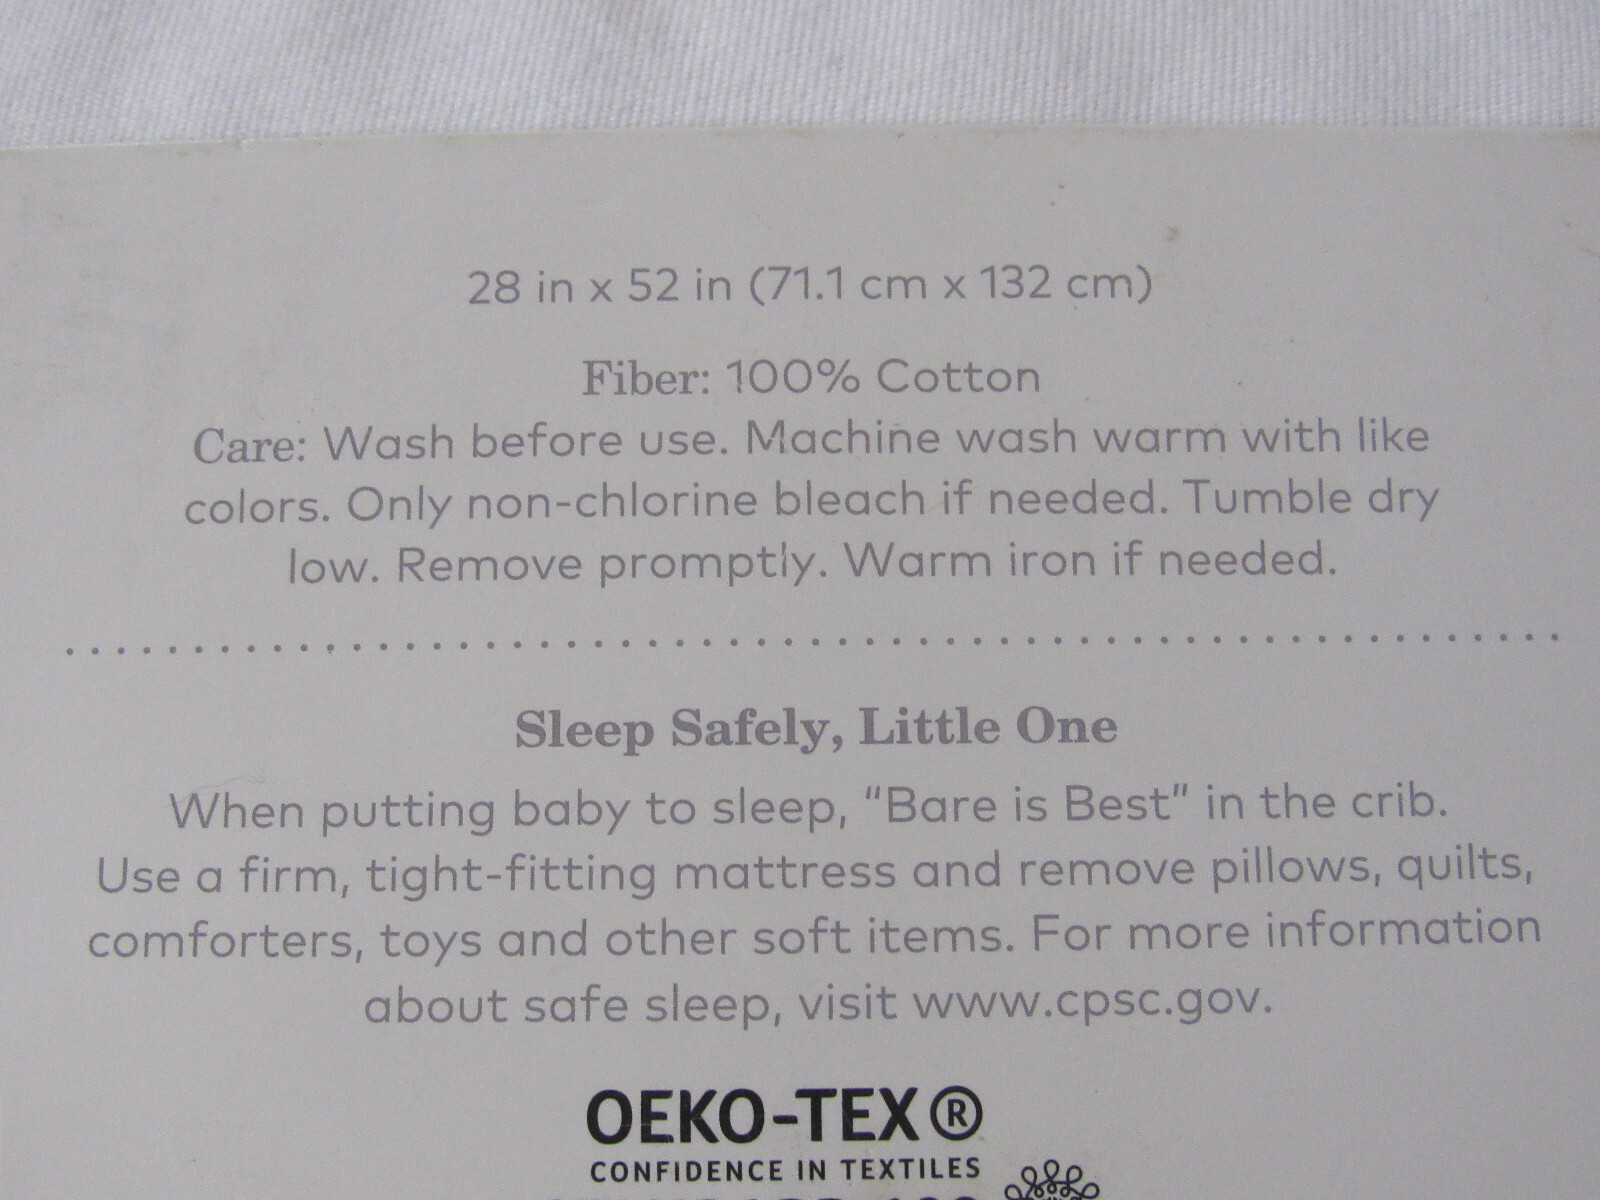 28 in x 52 in (71.1 cm x 132 cm)
Fiber: 100% Cotton
Care: Wash before use. Machine wash warm with like
colors. Only non-chlorine bleach if needed. Tumble dry
low. Remove promptly. Warm iron if needed.
Sleep Safely, Little One
When putting baby to sleep, “Bare is Best” in the crib.
Use a firm, tight-fitting mattress and remove pillows, quilts,
comforters, toys and other soft items. For more information
about safe sleep, visit www.cpsc.gov.
OEKO-TEX®
CONFIDENCE IN TEXTILES